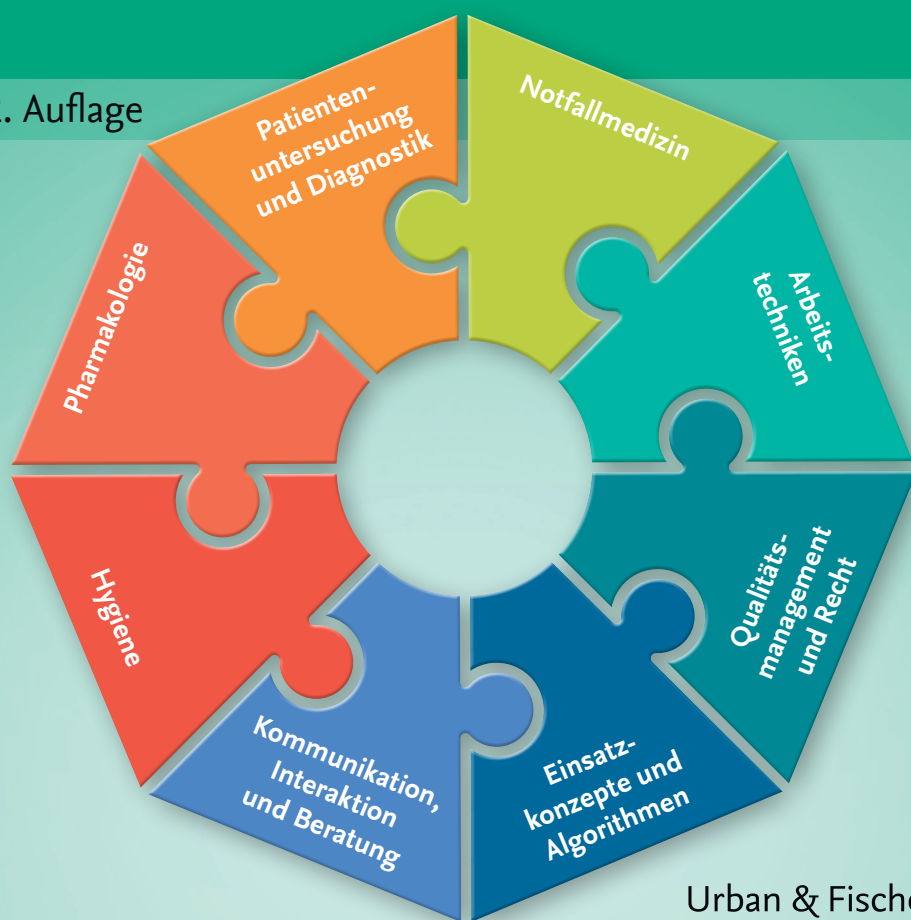 . Auflage
Patienten-
untersuchung
und Diagnostik
Notfallmedizin
Arbeits-
techniken
Qualitäts-
management
und Recht
Einsatz-
konzepte und
Algorithmen
Kommunikation,
Interaktion
und Beratung
Hygiene
Pharmakologie
Urban & Fische